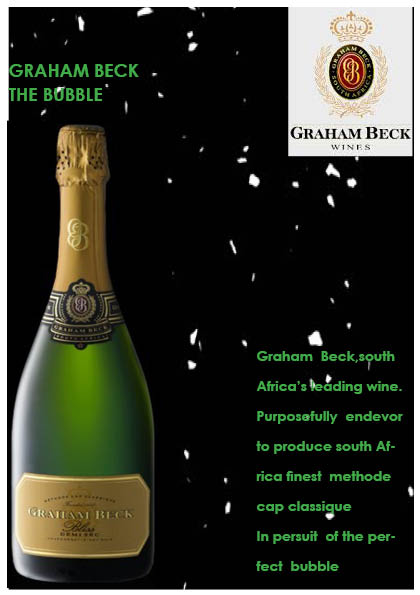 GRAHAM BECK
THE BUBBLE
GRAHAM BECK
SOUTH AFRICA
GRAHAM BECK
WINES
GRAHAM BECK
GRAHAM BECK
Bliss
DEMI SEC
Graham Beck,south
Africa's leading wine.
Purposefully endevor
to produce south Af-
rica finest methode
cap classique
In persuit of the per-
fect bubble